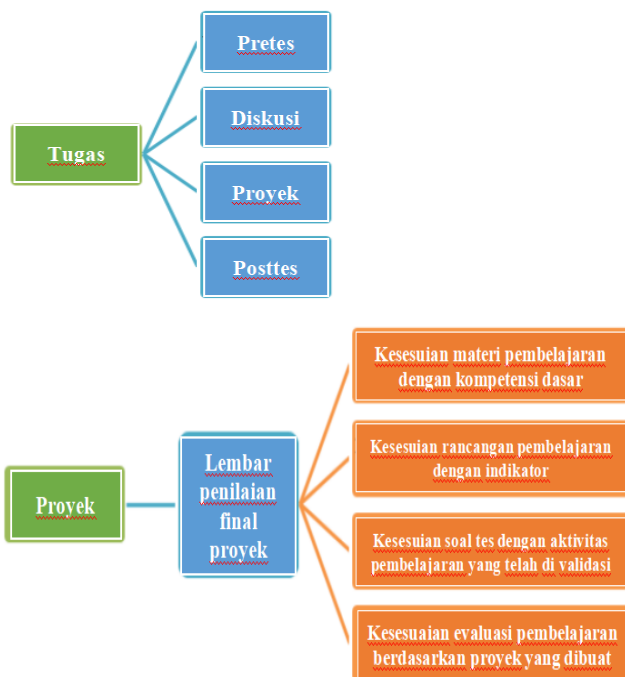 Pretes
Diskusi
Tugas
Proyek
Posttes
Kesesuian materi pembelajaran
dengan kompetensi dasar
Kesesuian rancangan pembelajaran
dengan indikator
Lembar
penilaian
final
proyek
Proyek
Kesesuian soal tes dengan aktivitas
pembelajaran yang telah di validasi
Kesesuaian evaluasi pembelajaran
berdasarkan proyek yang dibuat